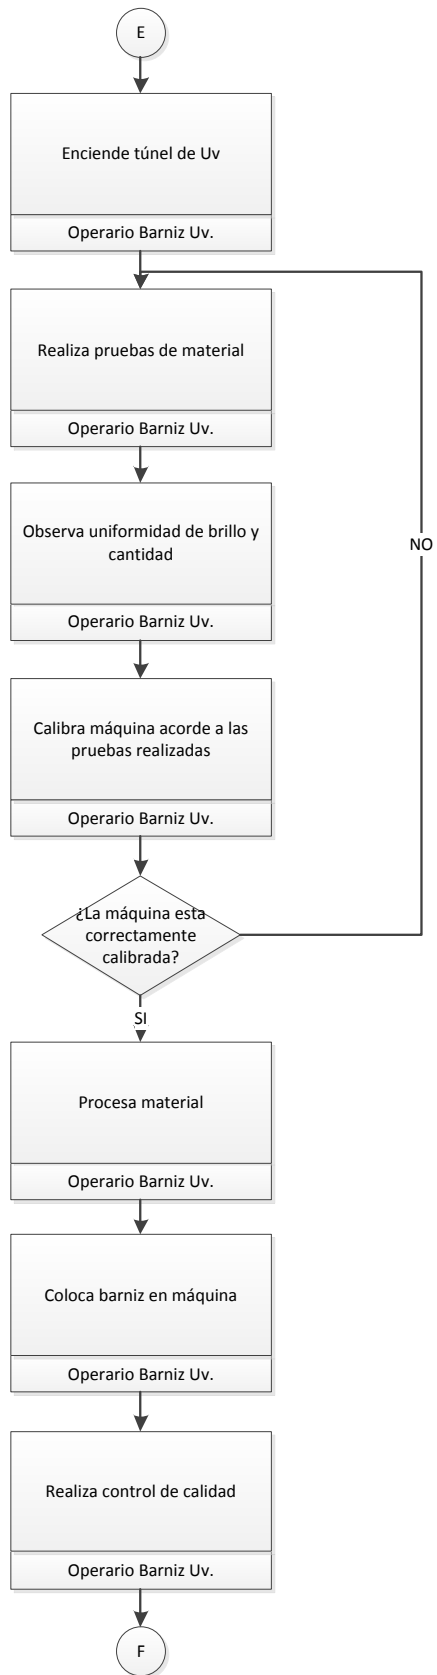 E
Enciende túnel de Uv
Operario Barniz Uv.
Realiza pruebas de material
Operario Barniz Uv.
Observa uniformidad de brillo y
cantidad
Operario Barniz Uv.
NO
Calibra máquina acorde a las
pruebas realizadas
Operario Barniz Uv.
¿La máquina esta
correctamente
calibrada?
SI
Procesa material
Operario Barniz Uv.
Coloca barniz en máquina
Operario Barniz Uv.
Realiza control de calidad
Operario Barniz Uv.
F